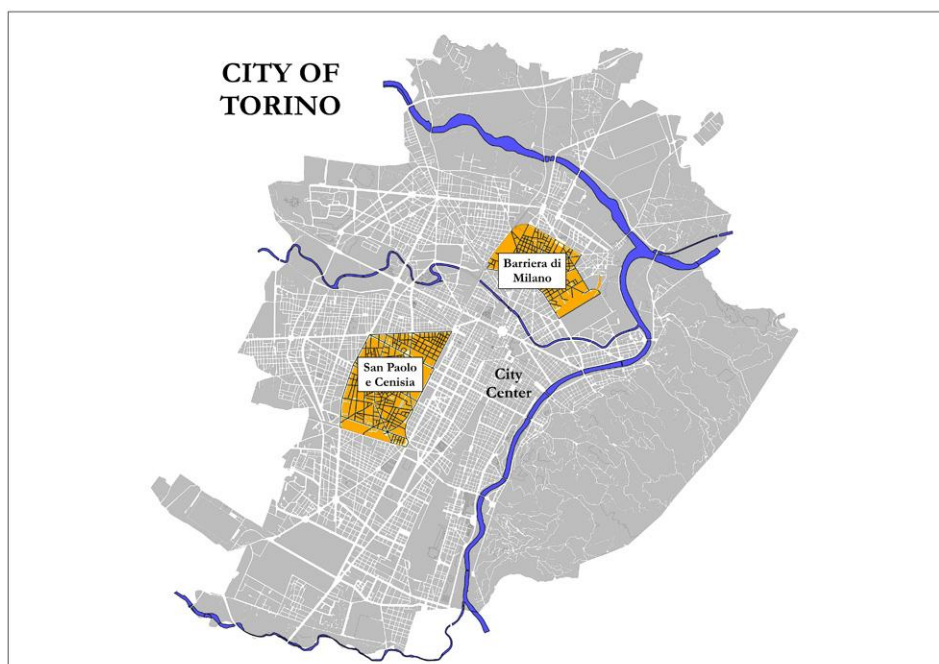 CITY OF
TORINO
Barriera di
Milano
San Paolo
e Cenisia
City
Center